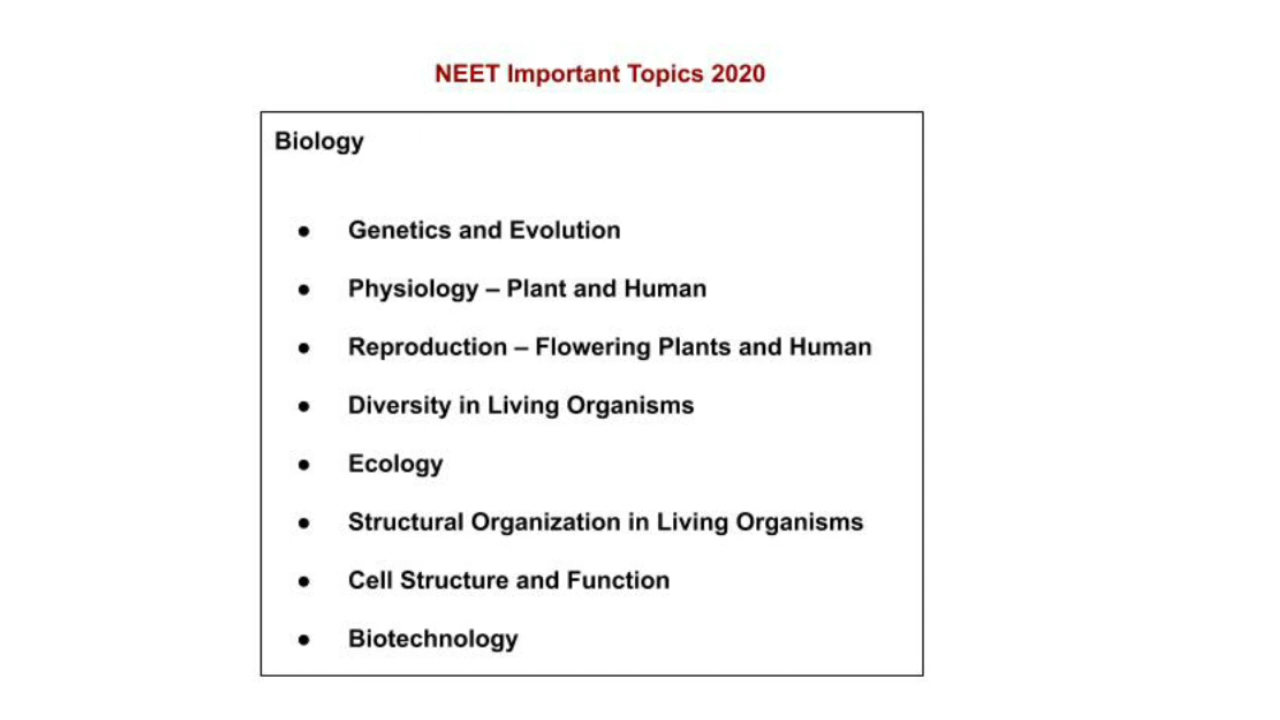 NEET Important Topics 2020
Biology
● Genetics and Evolution
● Physiology – Plant and Human
● Reproduction – Flowering Plants and Human
● Diversity in Living Organisms
● Ecology
● Structural Organization in Living Organisms
● Cell Structure and Function
● Biotechnology